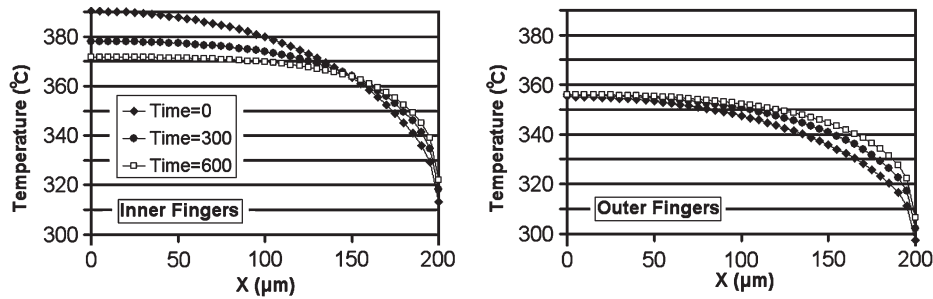 Temperature (°C)
380
360
340
320
300
Time=0
Time=300
Time=600
Inner Fingers
0 50 100 150 200
X (µm)
Temperature (°C)
380
360
340
320
300
Outer Fingers
0 50 100 150 200
X (µm)